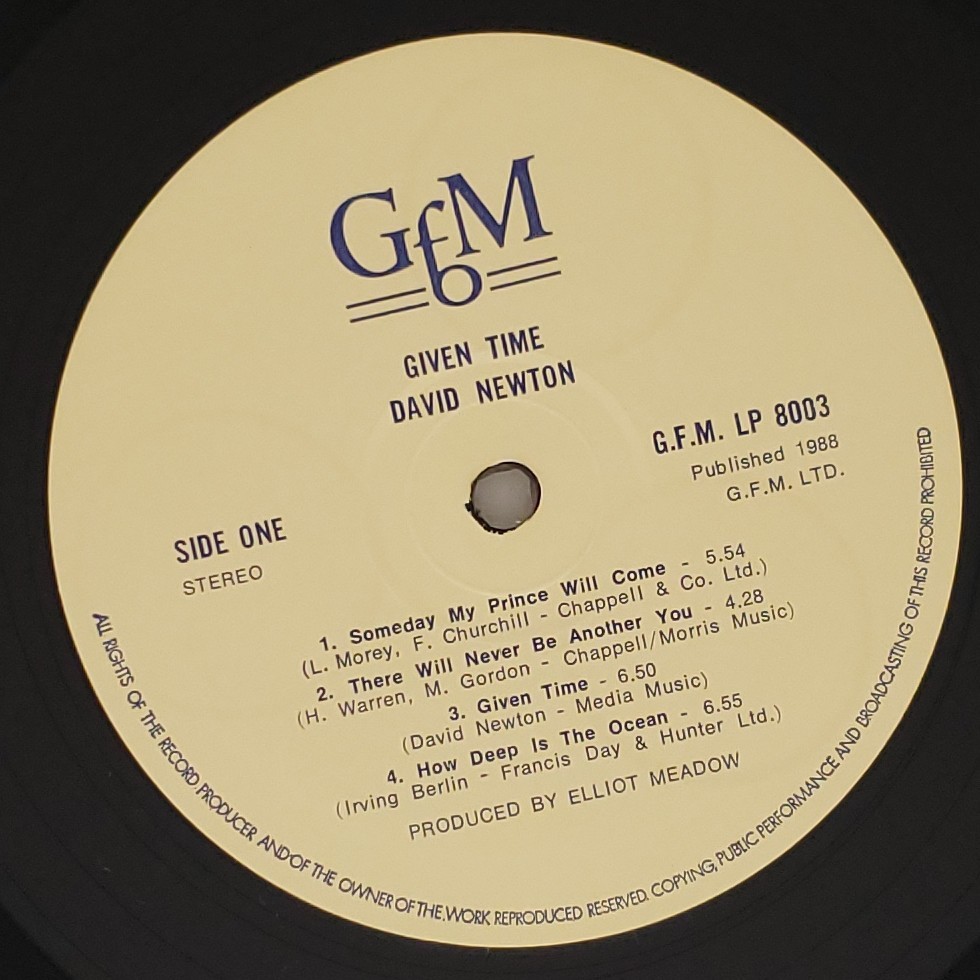 GfM
GIVEN TIME
DAVID NEWTON
G.F.M. LP 8003
Published 1988
G.F.M. LTD.
SIDE ONE
STEREO
1. Someday My Prince Will Come - 5.54
(L. Morey, F. Churchill - Chappell & Co. Ltd.)
2. There Will Never Be Another You - 4.28
(H. Warren, M. Gordon - Chappell/Morris Music)
3. Given Time - 6.50
(David Newton - Media Music)
4. How Deep Is The Ocean - 6.55
(Irving Berlin - Francis Day & Hunter Ltd.)
PRODUCED BY ELLIOT MEADOW
ALL RIGHTS OF THE RECORD PRODUCER AND OF THE OWNER OF THE WORK REPRODUCED RESERVED. COPYING, PUBLIC PERFORMANCE AND BROADCASTING OF THIS RECORD PROHIBITED